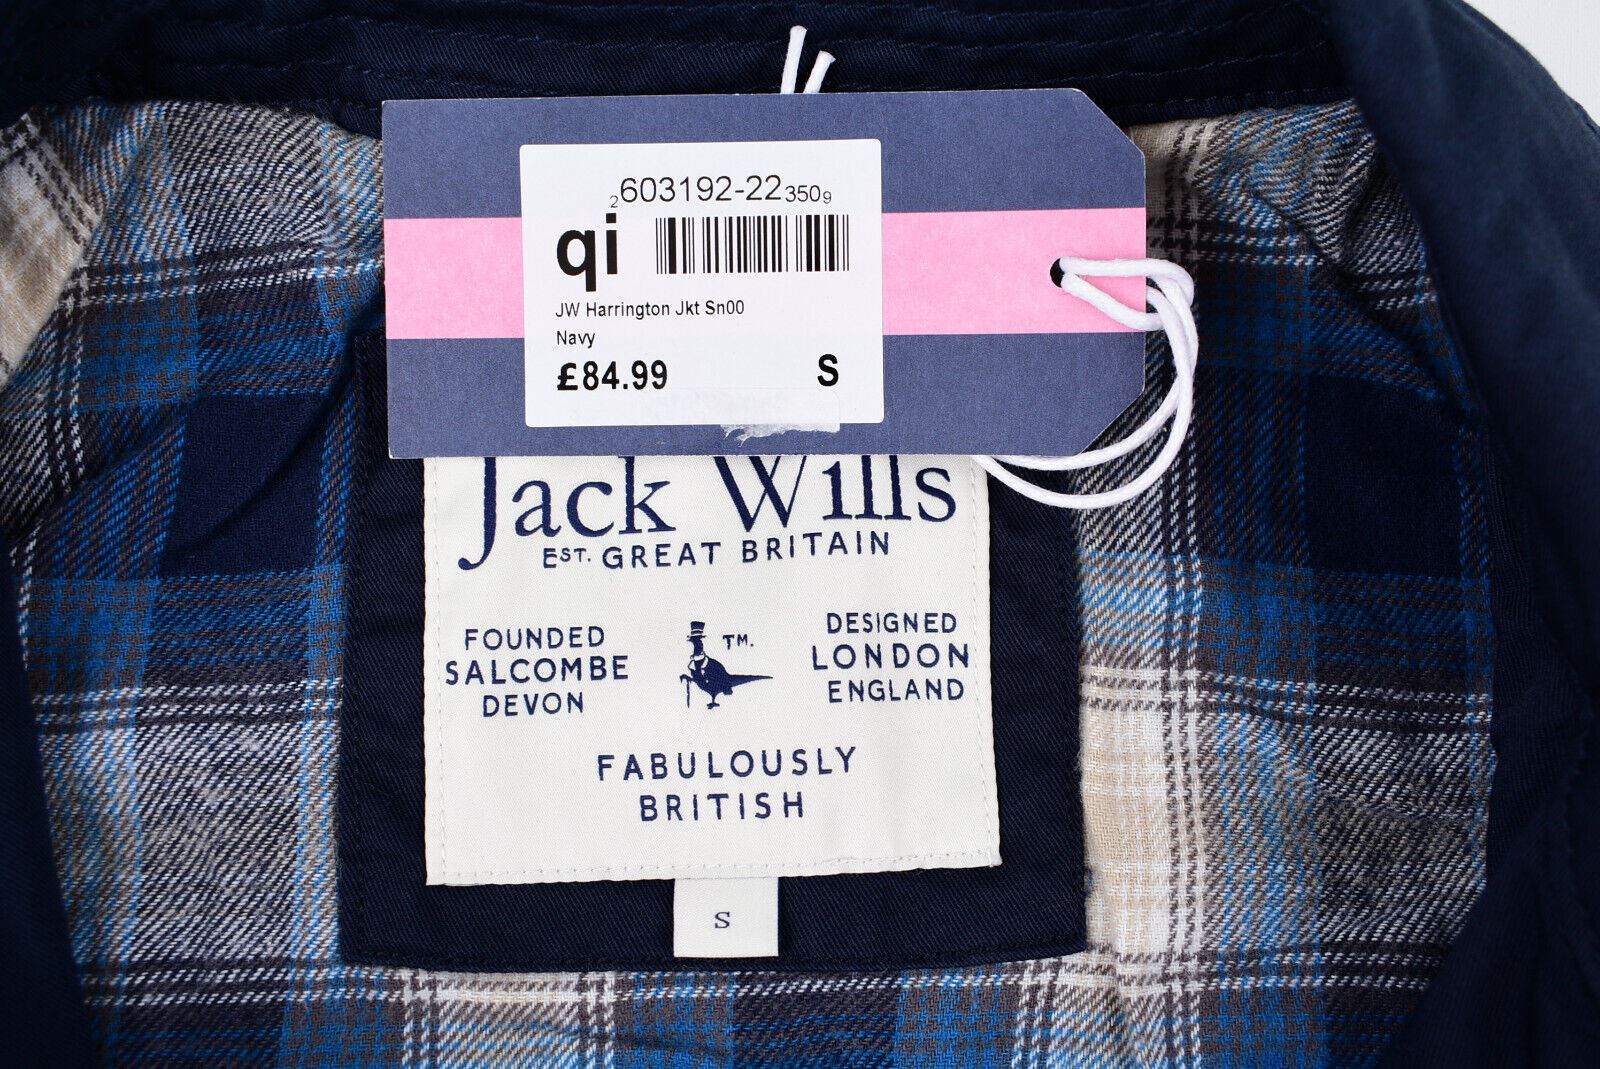 2603192-223509
qi
JW Harrington Jkt Sn00
Navy
£84.99 S
Jack Wills
EST. GREAT BRITAIN
FOUNDED
SALCOMBE
DEVON
TM.
DESIGNED
LONDON
ENGLAND
FABULOUSLY
BRITISH
S